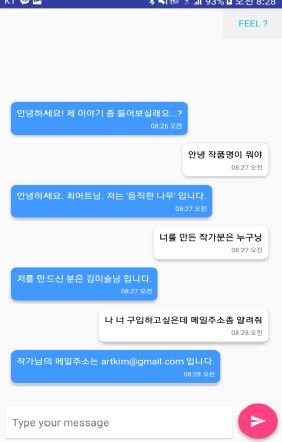 KT 93% 오전 8:28
FEEL ?
안녕하세요! 제 이야기 좀 들어보실래요...?
08:26 오전
안녕 작품명이 뭐야
08:27 오전
안녕하세요. 최아트님. 저는 '듬직한 나무' 입니다.
08:27 오전
너를 만든 작가분은 누구닝
08:27 오전
저를 만드신 분은 김미술님 입니다.
08:27 오전
나 너 구입하고싶은데 메일주소좀 알려줘
08:28 오전
작가님의 메일주소는 artkim@gmail.com 입니다.
08:28 오전
Type your message